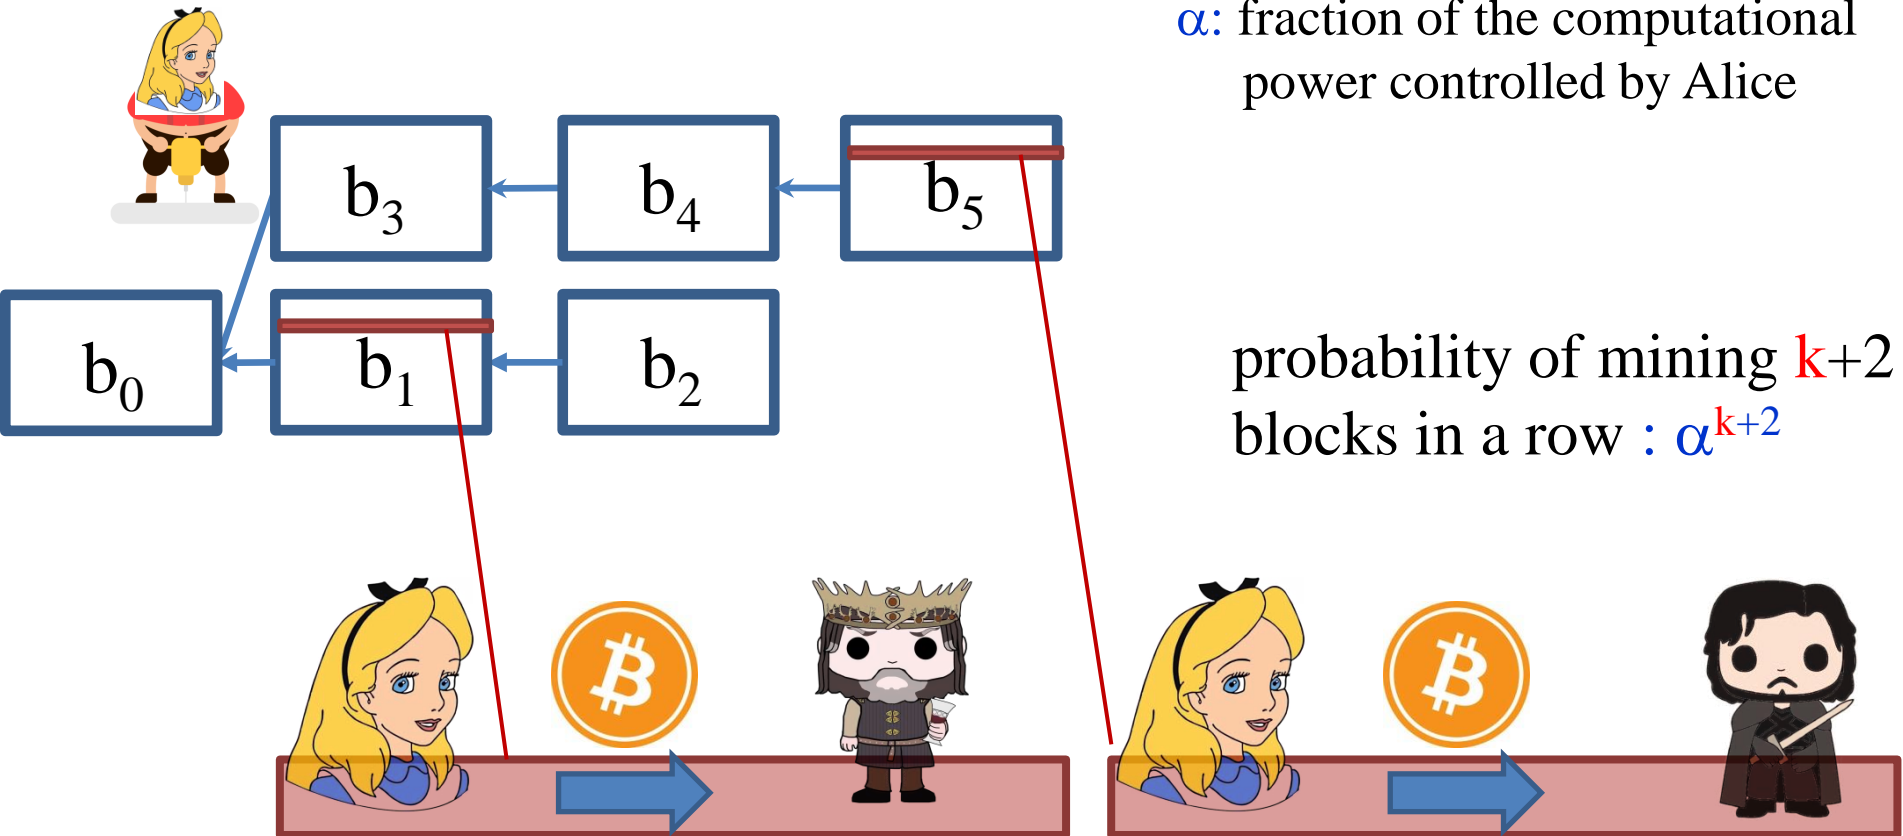 α: fraction of the computational
power controlled by Alice
b₃
b₄
b₅
b₀
b₁
b₂
probability of mining k+2
blocks in a row : αᵏ⁺²